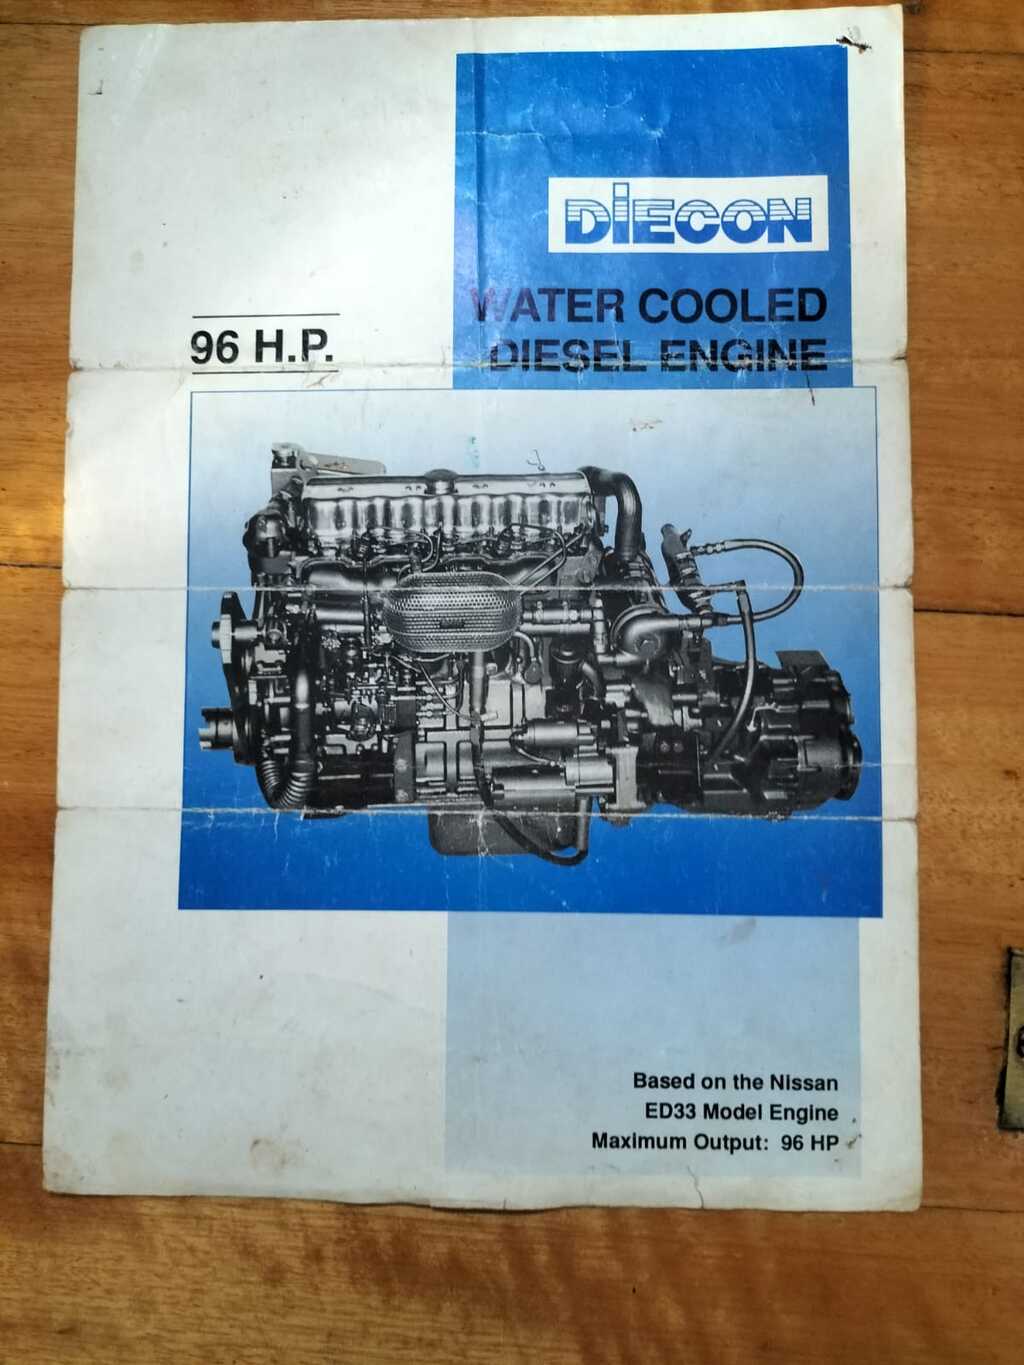 DiECON
WATER COOLED
DIESEL ENGINE
96 H.P.
Based on the Nissan
ED33 Model Engine
Maximum Output: 96 HP